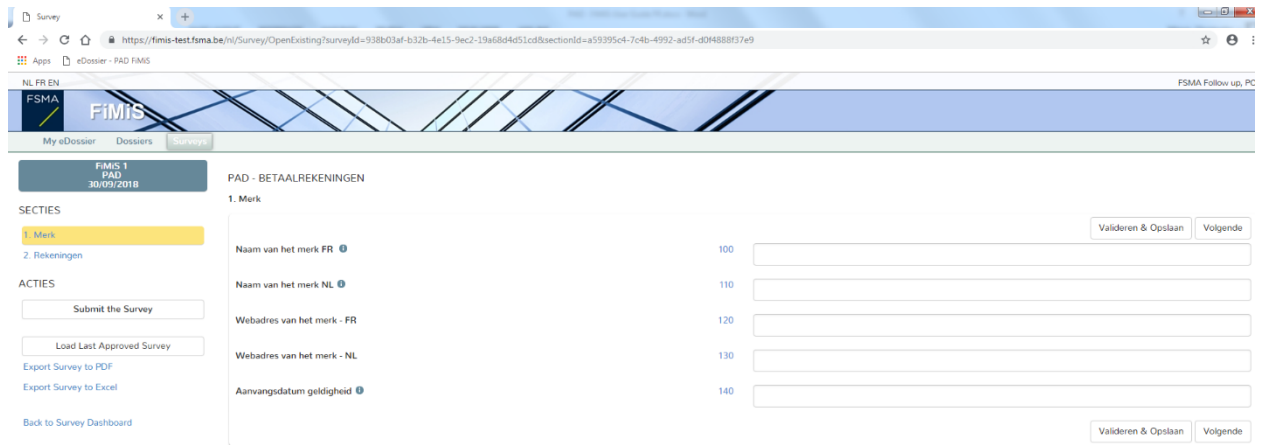 Survey
https://fimis-test.fsma.be/nl/Survey/OpenExisting?surveyId=938b03af-b32b-4e15-9ec2-19a68d4d51cd&sectionId=a59395c4-7c4b-4992-ad5f-d0f4888f37e9
Apps eDossier - PAD FiMiS
NL FR EN FSMA Follow up, PC
FSMA
FiMiS
My eDossier Dossiers Surveys
FiMiS 1
PAD
30/09/2018
SECTIES
1. Merk
2. Rekeningen
ACTIES
Submit the Survey
Load Last Approved Survey
Export Survey to PDF
Export Survey to Excel
Back to Survey Dashboard
PAD - BETAALREKENINGEN
1. Merk
Valideren & Opslaan Volgende
Naam van het merk FR 100
Naam van het merk NL 110
Webadres van het merk - FR 120
Webadres van het merk - NL 130
Aanvangsdatum geldigheid 140
Valideren & Opslaan Volgende